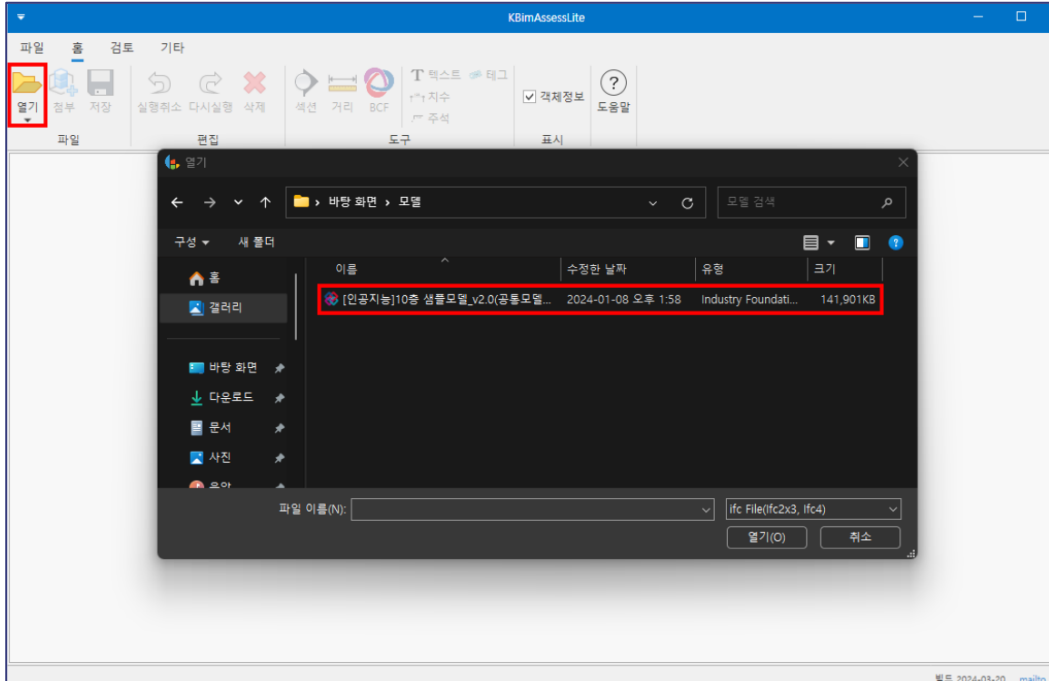 KBimAssessLite
파일 홈 검토 기타
열기 첨부 저장 실행취소 다시실행 삭제 섹션 거리 BCF
T 텍스트 태그
지수
주석
객체정보
도움말
파일 편집 도구 표시
열기
바탕 화면 › 모델
모델 검색
구성 새 폴더
이름 수정한 날짜 유형 크기
[인공지능]10층 샘플모델_v2.0(공통모델... 2024-01-08 오후 1:58 Industry Foundati... 141,901KB
홈
갤러리
바탕 화면
다운로드
문서
사진
음악
파일 이름(N):
ifc File(Ifc2x3, Ifc4)
열기(O) 취소
빌드 2024-03-20 mailto